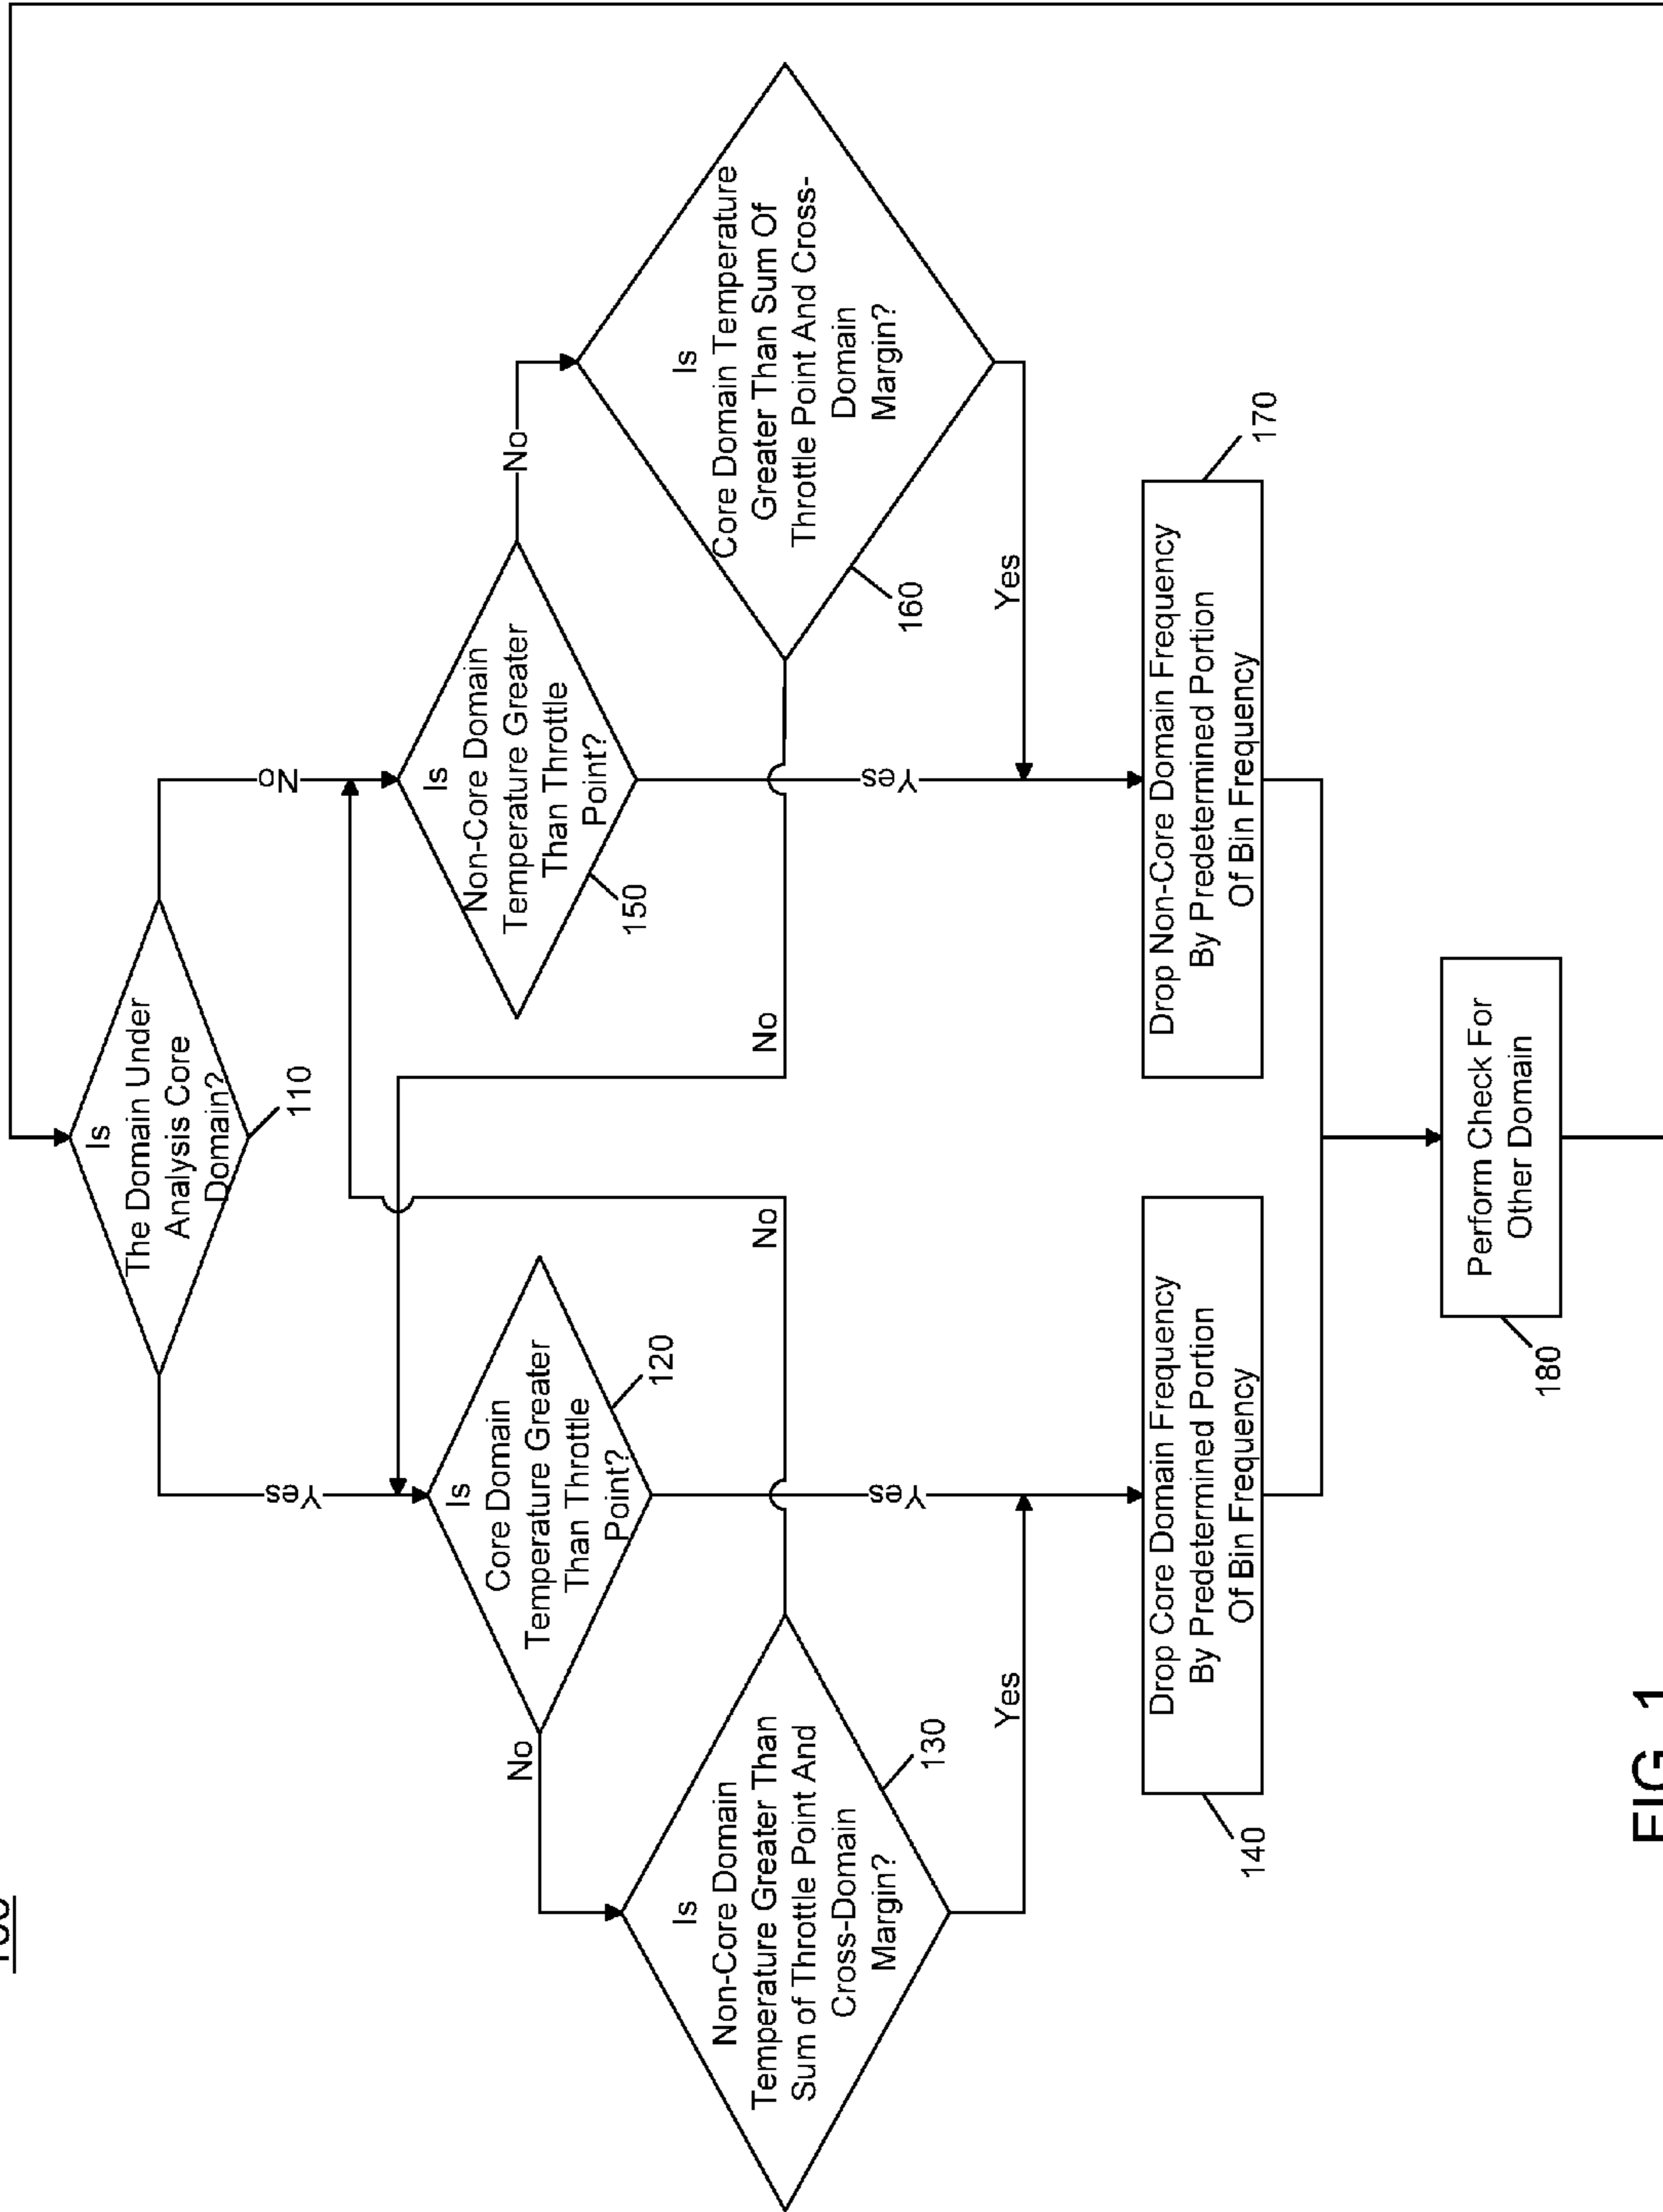 Is
The Domain Under
Analysis Core
Domain?
110
Yes
No
Is
Core Domain
Temperature Greater
Than Throttle
Point?
120
Is
Non-Core Domain
Temperature Greater
Than Throttle
Point?
150
No
No
Is
Non-Core Domain
Temperature Greater Than
Sum of Throttle Point And
Cross-Domain
Margin?
130
No
No
Is
Core Domain Temperature
Greater Than Sum Of
Throttle Point And Cross-
Domain
Margin?
160
Yes
Yes
Yes
Yes
Drop Core Domain Frequency
By Predetermined Portion
Of Bin Frequency
140
Drop Non-Core Domain Frequency
By Predetermined Portion
Of Bin Frequency
170
Perform Check For
Other Domain
180
FIG. 1